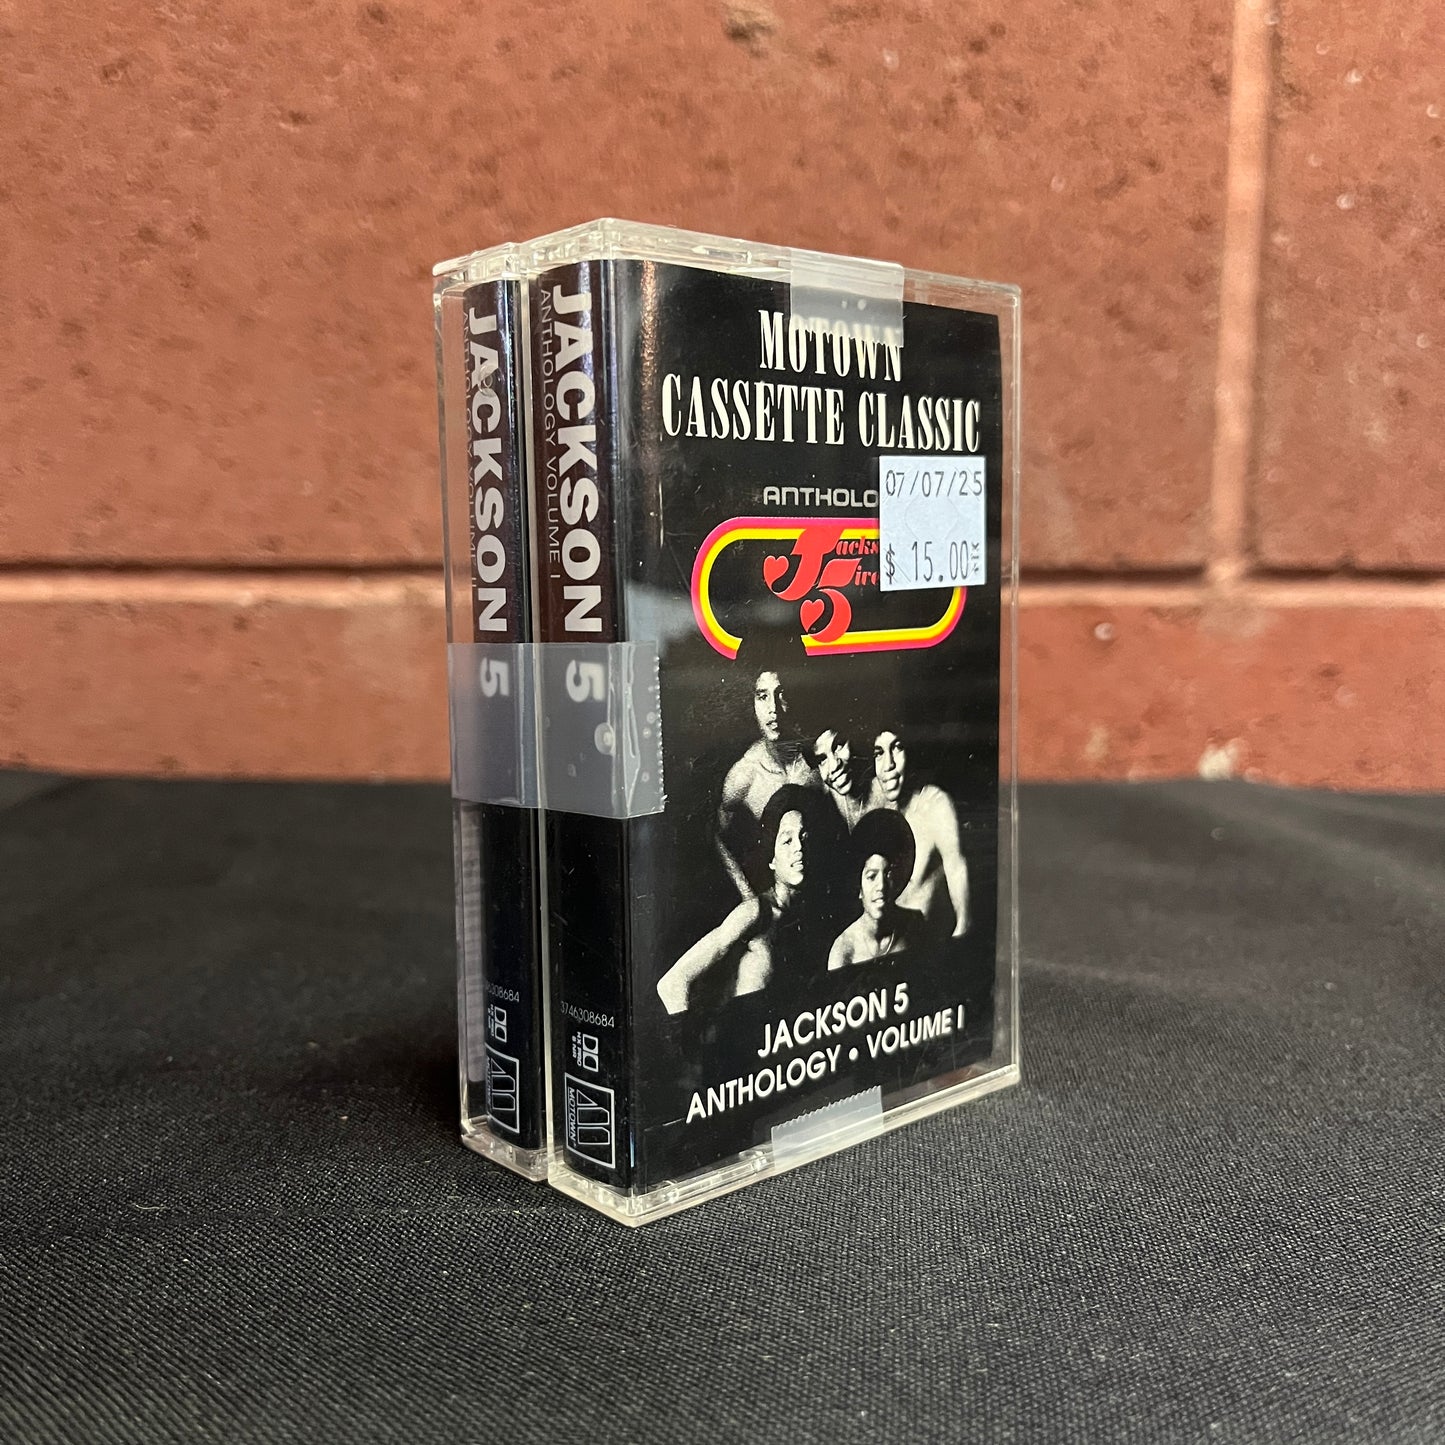 MOTOWN
CASSETTE CLASSIC
07/07/25
$ 15.00
JACKSON 5
ANTHOLOGY • VOLUME I
JACKSON 5
ANTHOLOGY VOLUME I
3746308684
MOTOWN
JACKSON 5